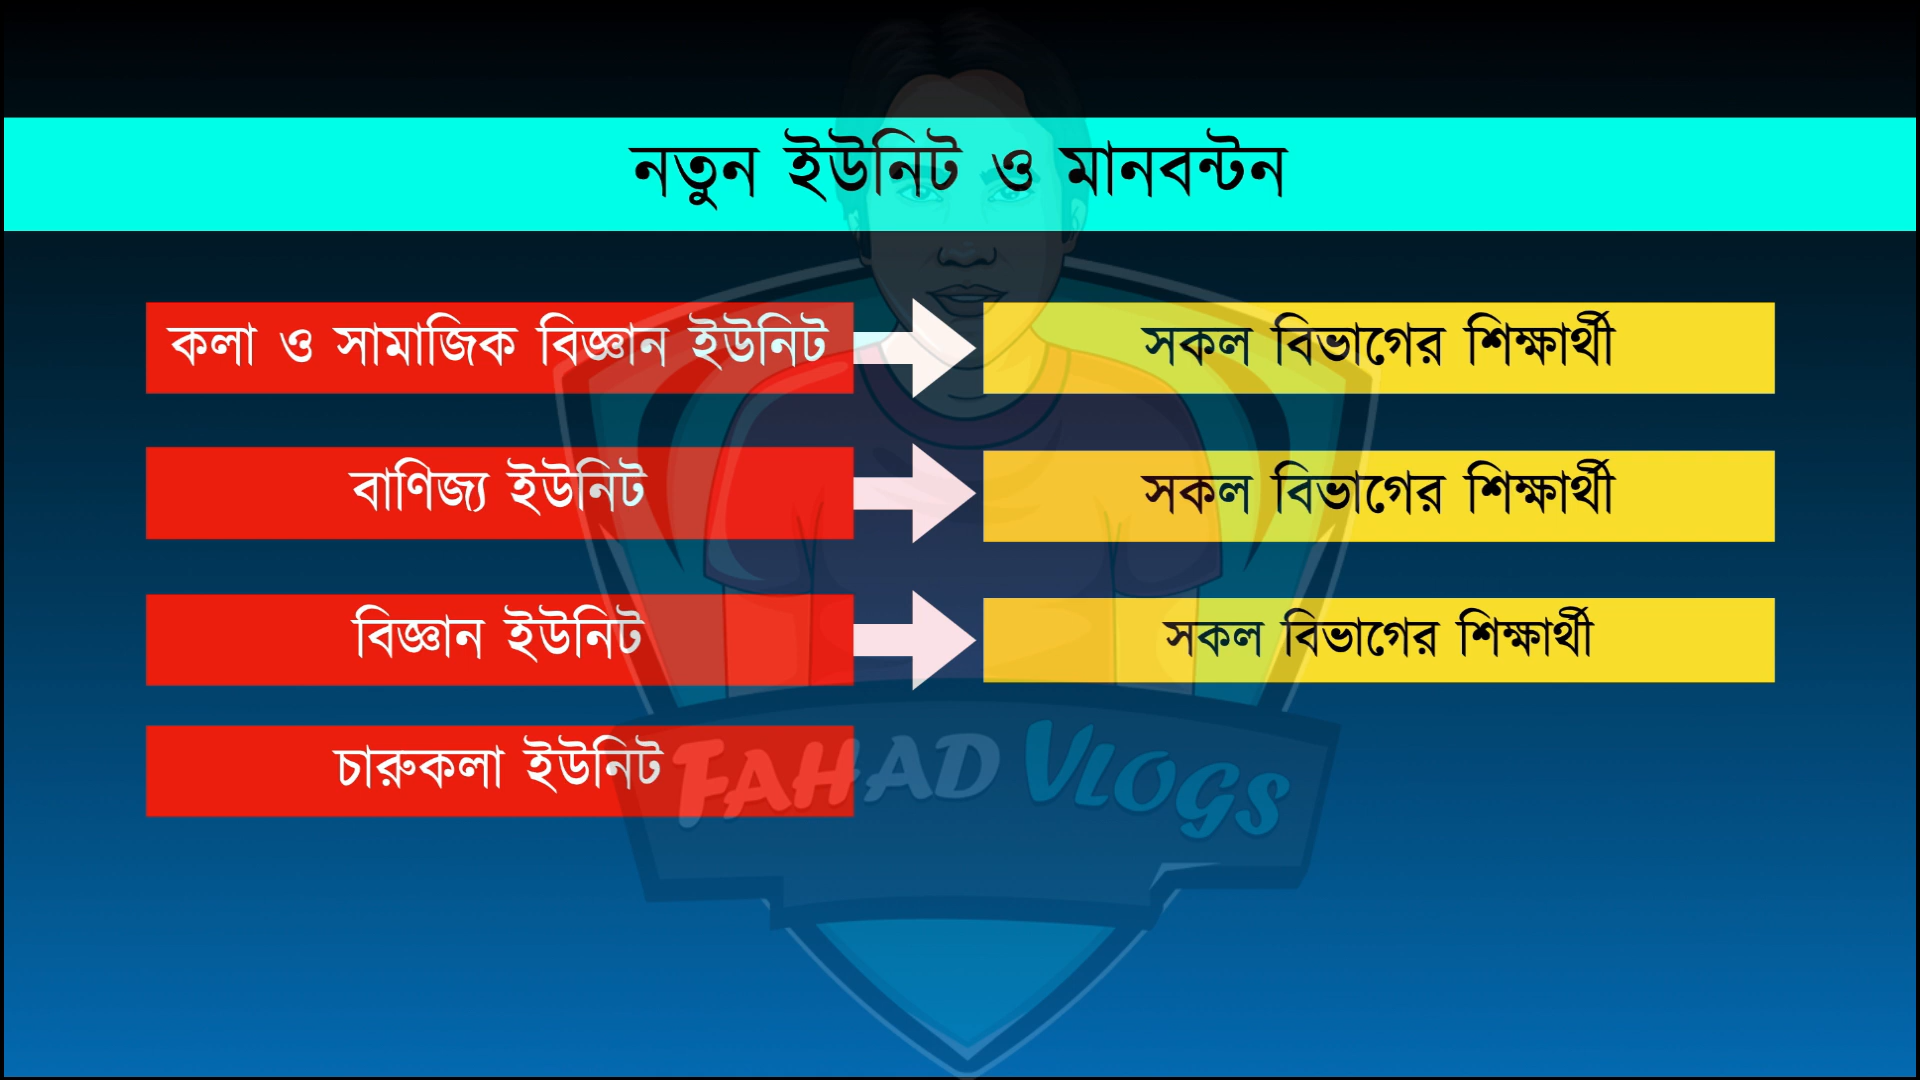 নতুন ইউনিট ও মানবন্টন
কলা ও সামাজিক বিজ্ঞান ইউনিট
সকল বিভাগের শিক্ষার্থী
বাণিজ্য ইউনিট
সকল বিভাগের শিক্ষার্থী
বিজ্ঞান ইউনিট
সকল বিভাগের শিক্ষার্থী
চারুকলা ইউনিট
FAHAD VLOGS